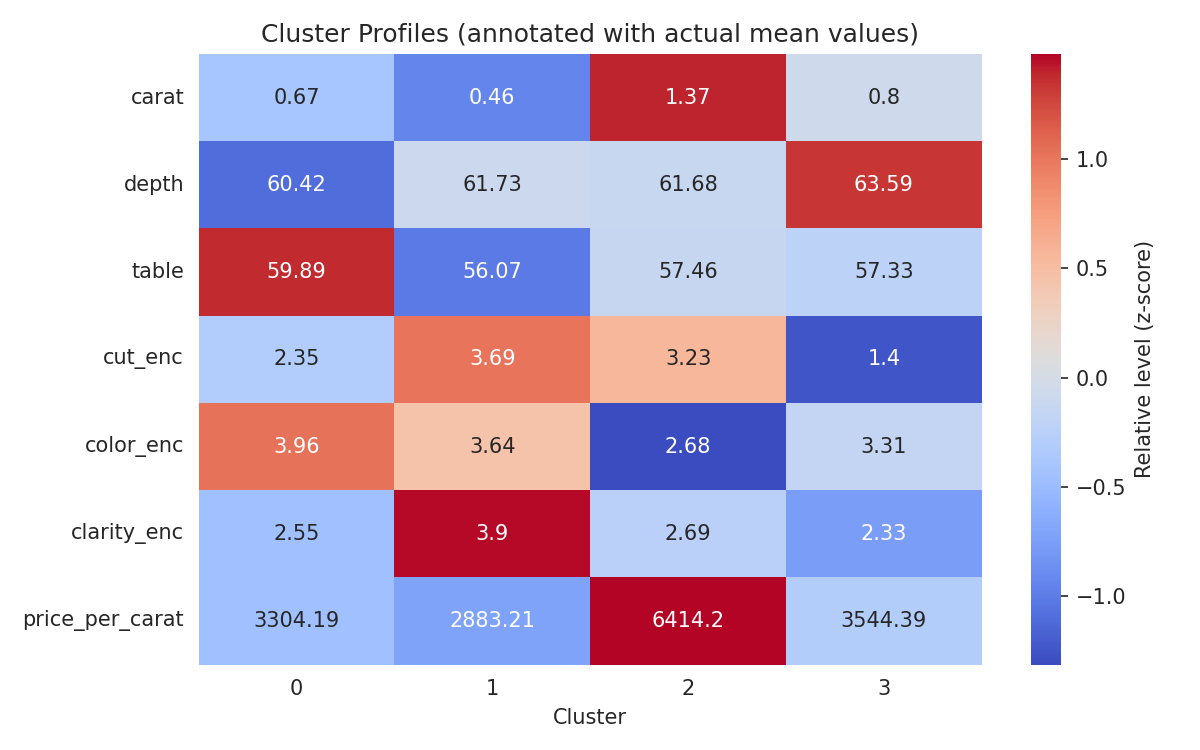 Cluster Profiles (annotated with actual mean values)
carat 0.67 0.46 1.37 0.8
depth 60.42 61.73 61.68 63.59
table 59.89 56.07 57.46 57.33
cut_enc 2.35 3.69 3.23 1.4
color_enc 3.96 3.64 2.68 3.31
clarity_enc 2.55 3.9 2.69 2.33
price_per_carat 3304.19 2883.21 6414.2 3544.39
0 1 2 3
Cluster
1.0
0.5
0.0
−0.5
−1.0
Relative level (z-score)